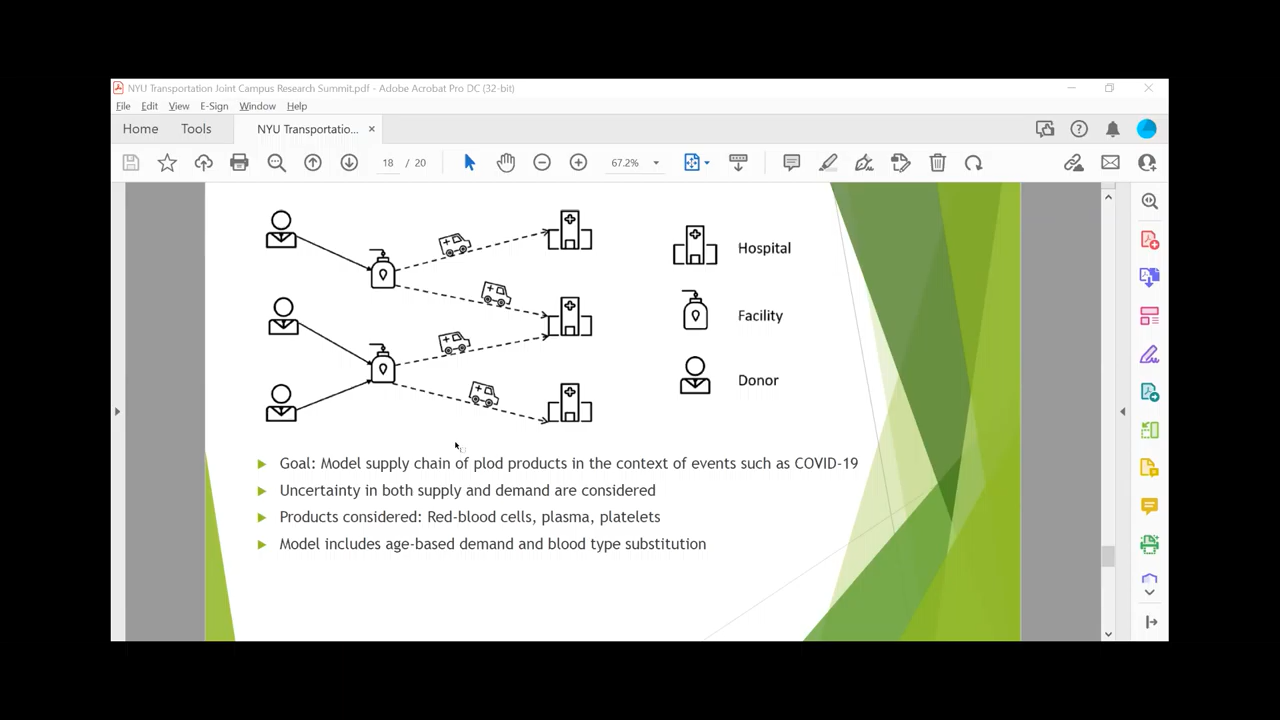 NYU Transportation Joint Campus Research Summit.pdf - Adobe Acrobat Pro DC (32-bit)
File Edit View E-Sign Window Help
Home Tools NYU Transportatio... ×
18 / 20 67.2%
Hospital
Facility
Donor
Goal: Model supply chain of plod products in the context of events such as COVID-19
Uncertainty in both supply and demand are considered
Products considered: Red-blood cells, plasma, platelets
Model includes age-based demand and blood type substitution